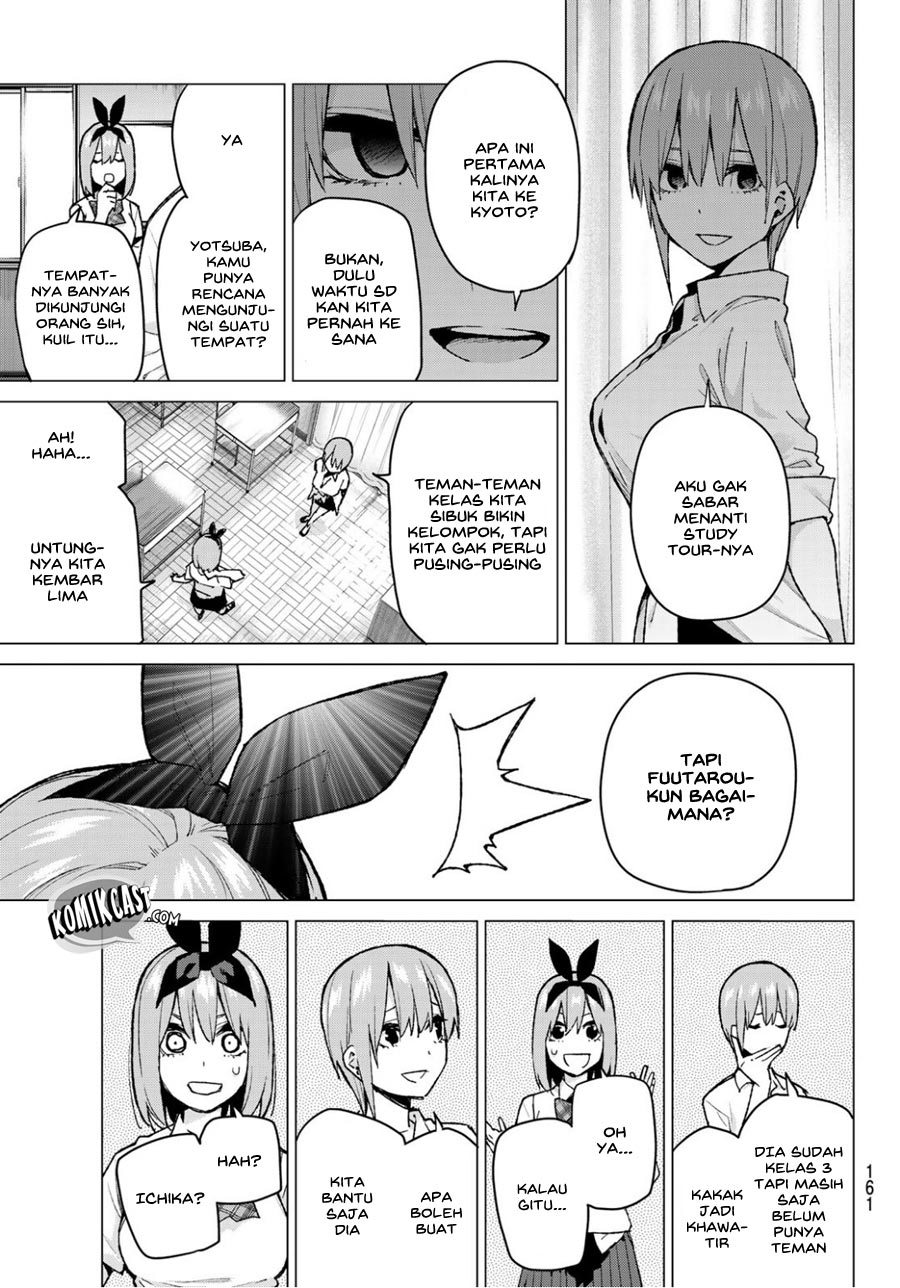 AKU GAK
SABAR
MENANTI
STUDY
TOUR-NYA
APA INI
PERTAMA
KALINYA
KITA KE
KYOTO?
BUKAN,
DULU
WAKTU SD
KAN KITA
PERNAH KE
SANA
YA
YOTSUBA,
KAMU
PUNYA
RENCANA
MENGUNJU-
NGI SUATU
TEMPAT?
TEMPAT-
NYA BANYAK
DIKUNJUNGI
ORANG SIH,
KUIL ITU...
TEMAN-TEMAN
KELAS KITA
SIBUK BIKIN
KELOMPOK, TAPI
KITA GAK PERLU
PUSING-PUSING
AH!
HAHA...
UNTUNG-
NYA KITA
KEMBAR
LIMA
TAPI
FUUTAROU-
KUN BAGAI-
MANA?
KOMIKCAST
.COM
DIA SUDAH
KELAS 3
TAPI MASIH
SAJA
BELUM
PUNYA
TEMAN
KAKAK
JADI
KHAWA-
TIR
OH
YA...
KALAU
GITU...
APA
BOLEH
BUAT
KITA
BANTU
SAJA
DIA
HAH?
ICHIKA?
161